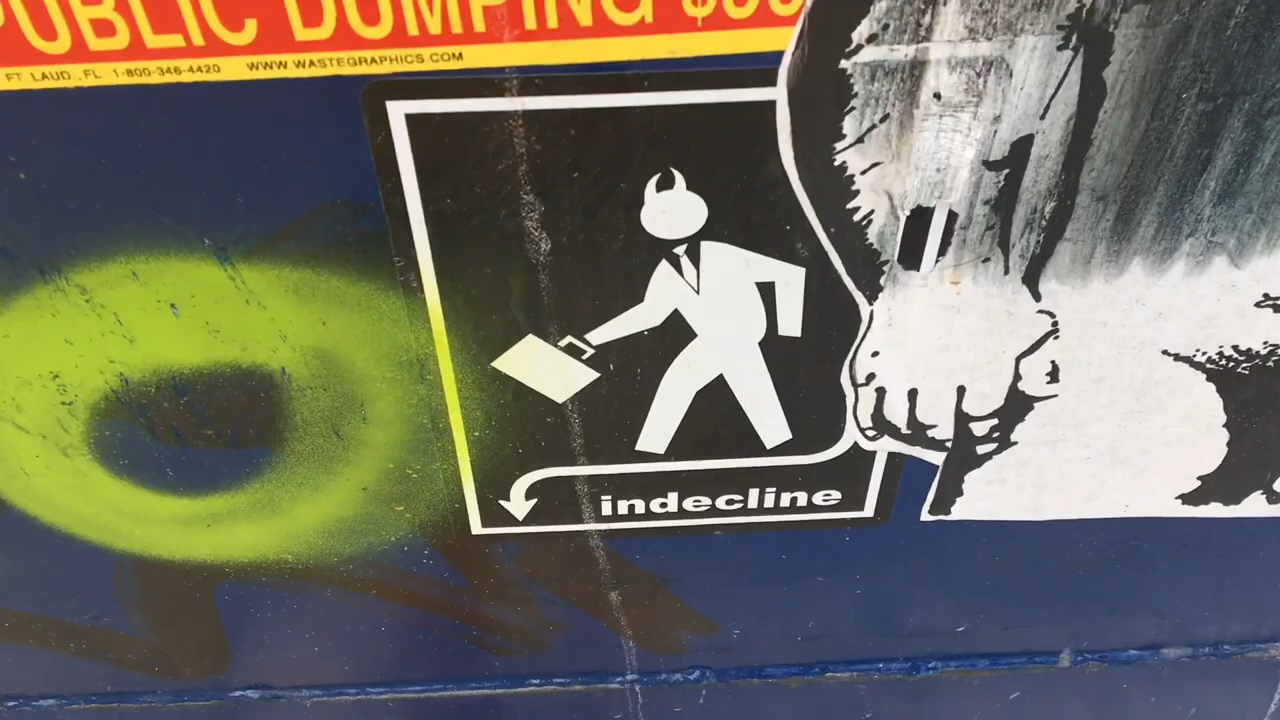 PUBLIC DUMPING
FT LAUD.,FL 1-800-346-4420 WWW.WASTEGRAPHICS.COM
indecline